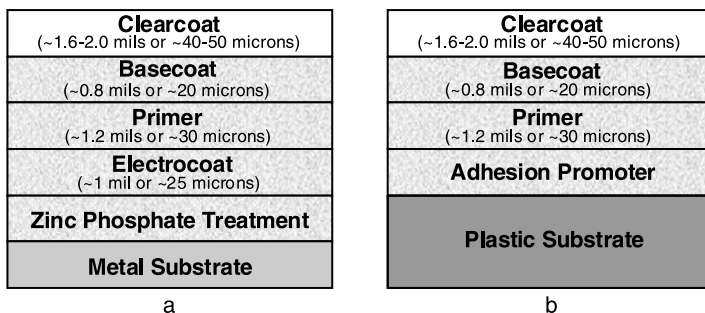 Clearcoat
(~1.6-2.0 mils or ~40-50 microns)
Basecoat
(~0.8 mils or ~20 microns)
Primer
(~1.2 mils or ~30 microns)
Electrocoat
(~1 mil or ~25 microns)
Zinc Phosphate Treatment
Metal Substrate
a
Clearcoat
(~1.6-2.0 mils or ~40-50 microns)
Basecoat
(~0.8 mils or ~20 microns)
Primer
(~1.2 mils or ~30 microns)
Adhesion Promoter
Plastic Substrate
b